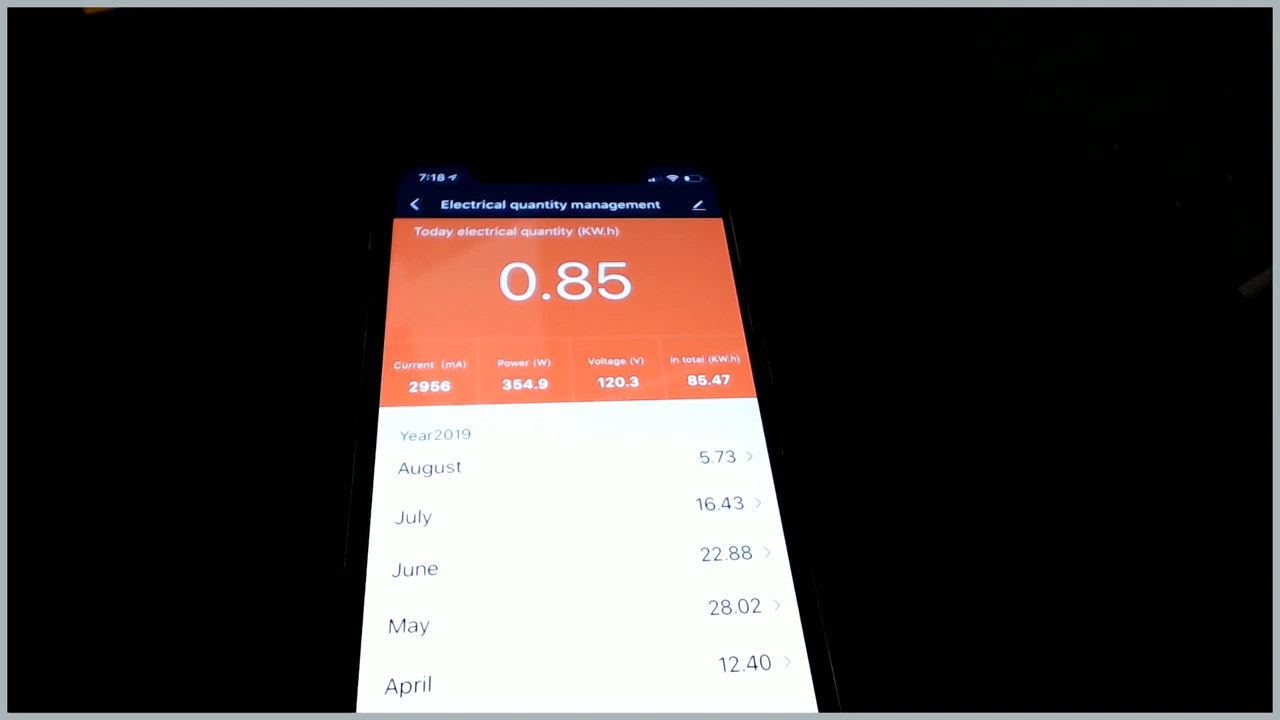 7:18
Electrical quantity management
Today electrical quantity (KW.h)
0.85
Current (mA) Power (W) Voltage (V) In total (KW.h)
2956 354.9 120.3 85.47
Year2019
August 5.73
July 16.43
June 22.88
May 28.02
April 12.40